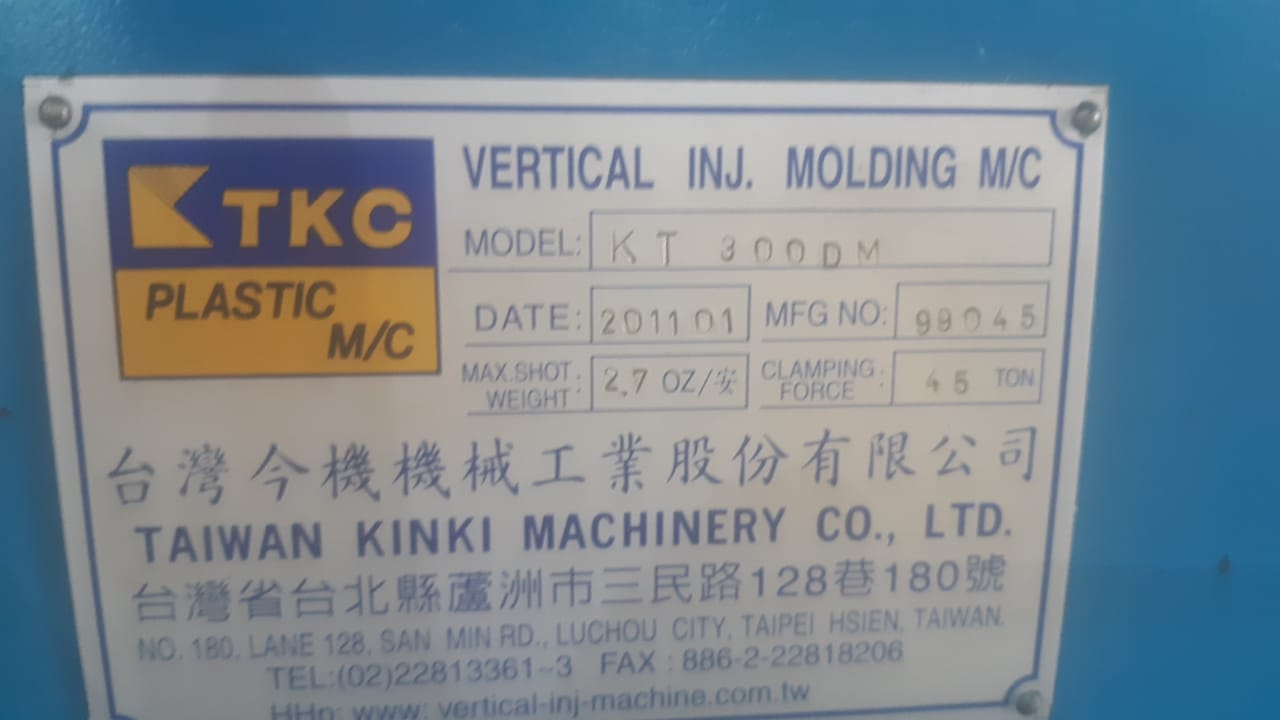 TKC
PLASTIC
M/C
VERTICAL INJ. MOLDING M/C
MODEL: KT 300DM
DATE: 201101 MFG NO: 99045
MAX.SHOT WEIGHT : 2.7 OZ/安 CLAMPING FORCE : 45 TON
台灣今機機械工業股份有限公司
TAIWAN KINKI MACHINERY CO., LTD.
台灣省台北縣蘆洲市三民路128巷180號
NO. 180, LANE 128, SAN MIN RD., LUCHOU CITY, TAIPEI HSIEN, TAIWAN.
TEL:(02)22813361~3 FAX : 886-2-22818206
HHp: www: vertical-inj-machine.com.tw